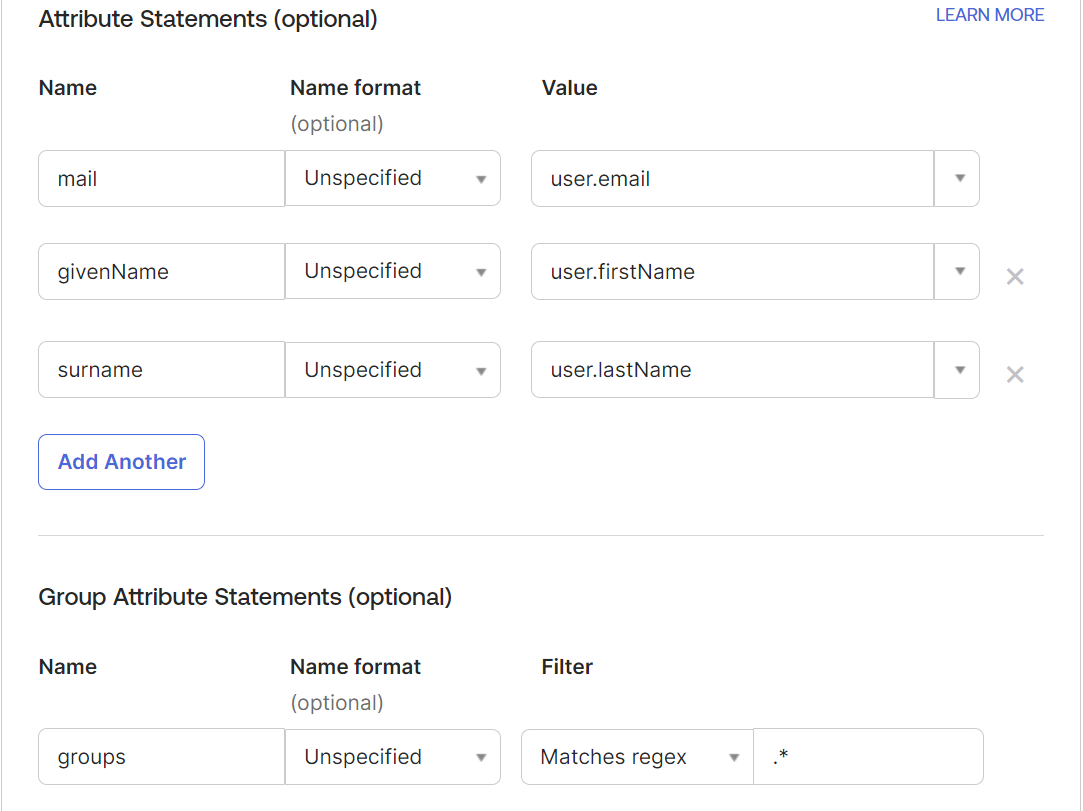 Attribute Statements (optional) LEARN MORE
Name Name format Value
(optional)
mail Unspecified user.email
givenName Unspecified user.firstName
surname Unspecified user.lastName
Add Another
Group Attribute Statements (optional)
Name Name format Filter
(optional)
groups Unspecified Matches regex .*